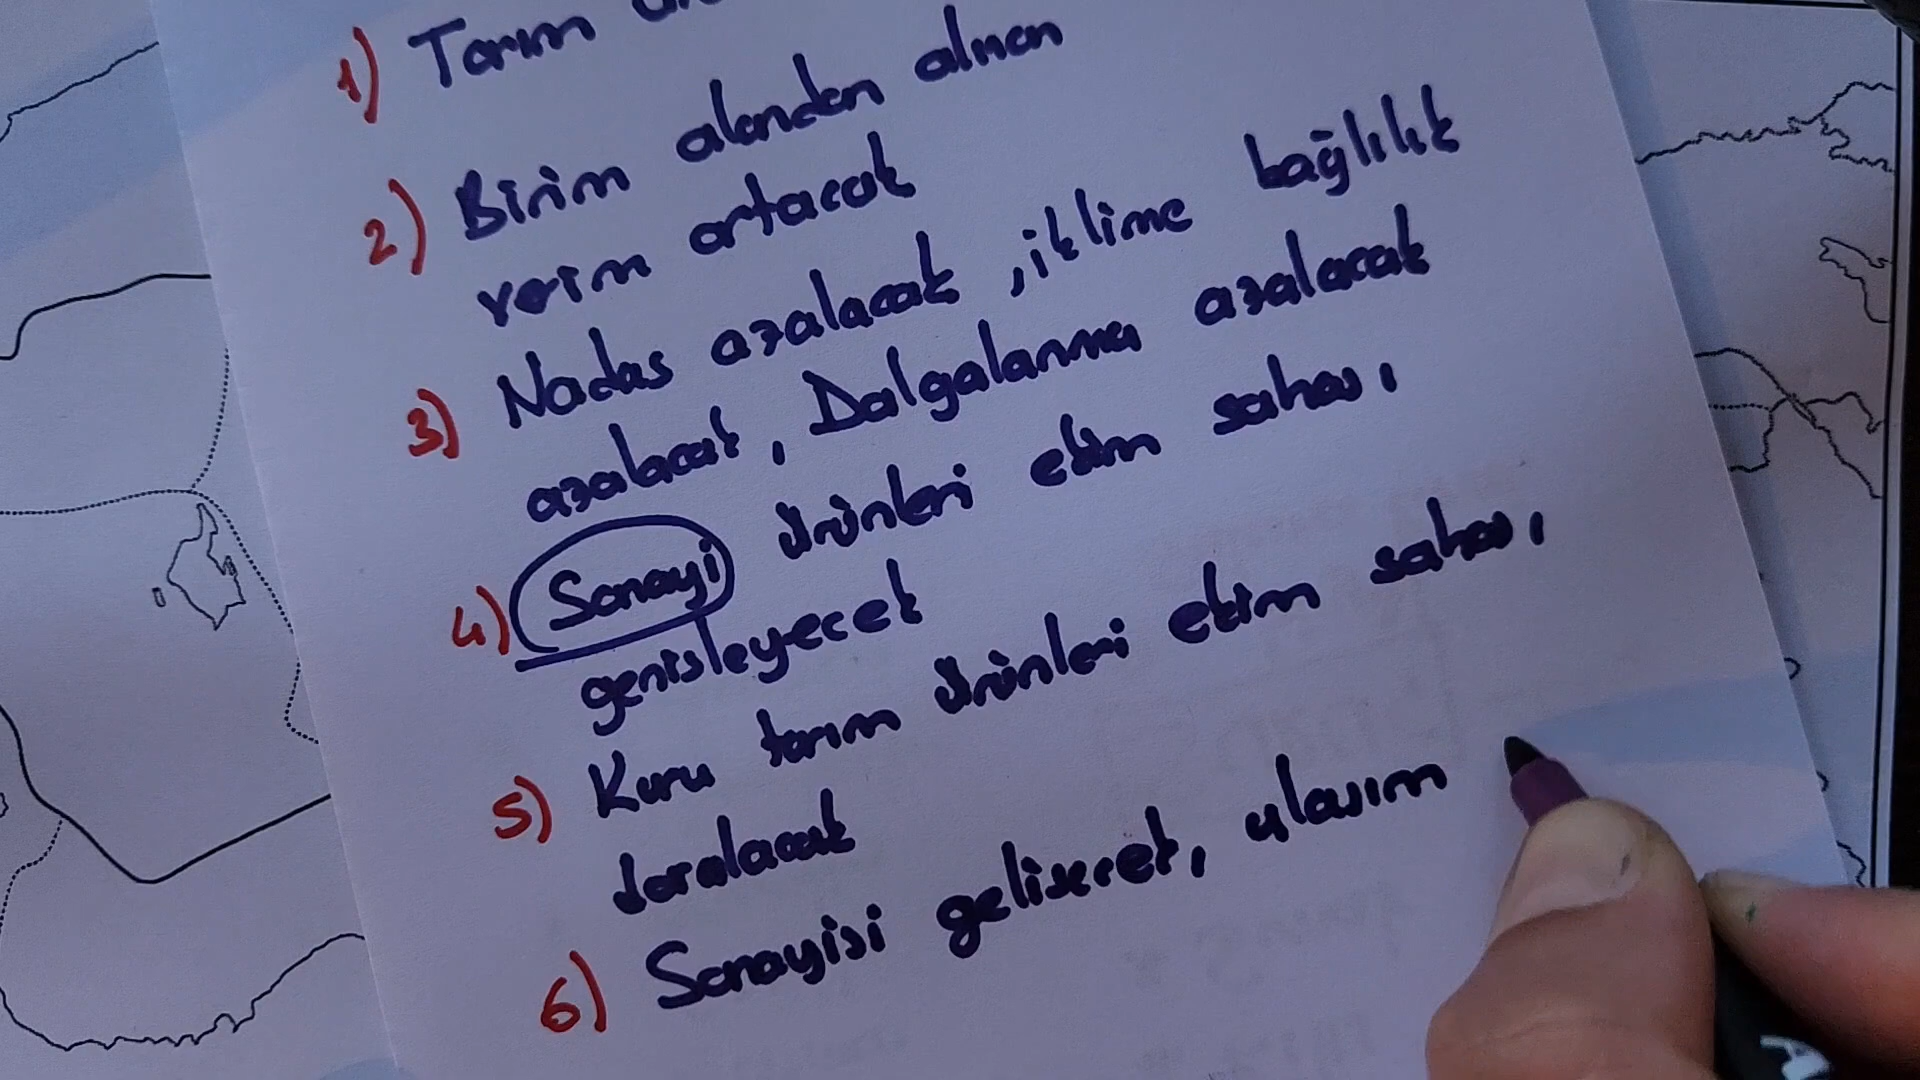 1) Tarım
2) Birim alandan alınan
verim artacak
3) Nadas azalacak, iklime bağlılık
azalacak, Dalgalanma azalacak
4) Sanayi ürünleri ekim sahası
genişleyecek
5) Kuru tarım ürünleri ekim sahası
daralacak
6) Sanayisi gelişecek, ulaşım